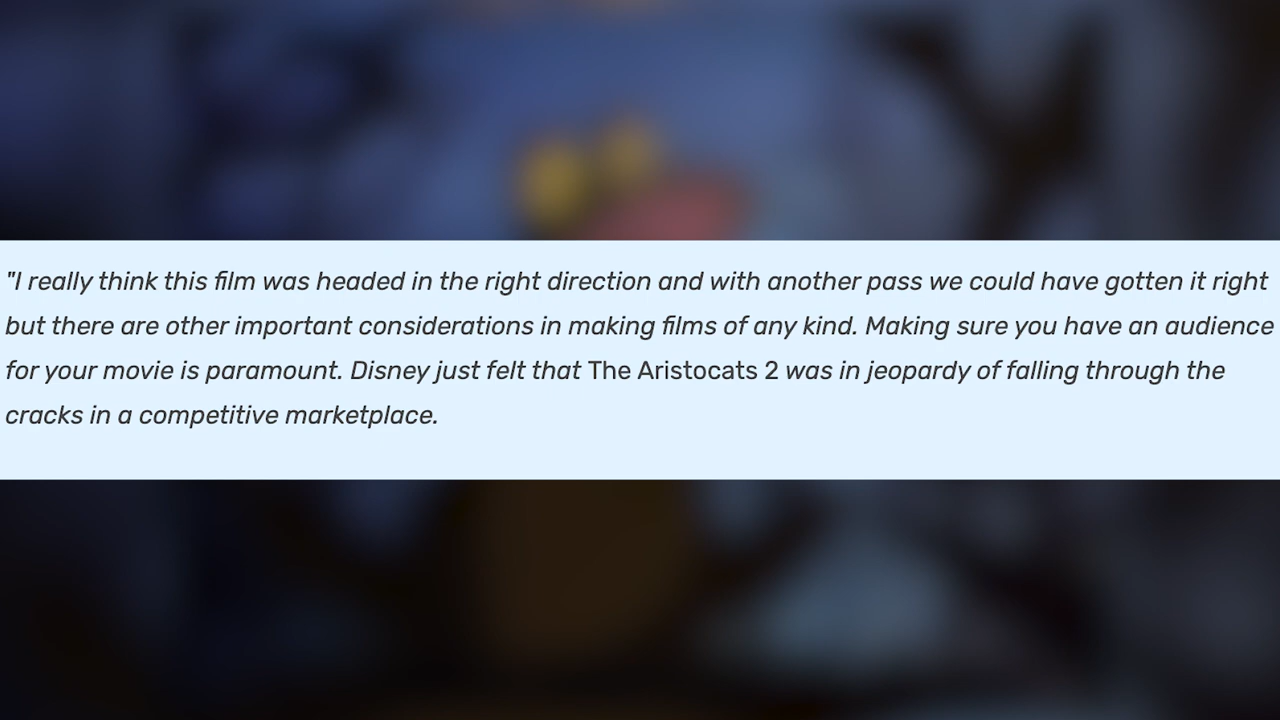 "I really think this film was headed in the right direction and with another pass we could have gotten it right
but there are other important considerations in making films of any kind. Making sure you have an audience
for your movie is paramount. Disney just felt that The Aristocats 2 was in jeopardy of falling through the
cracks in a competitive marketplace.